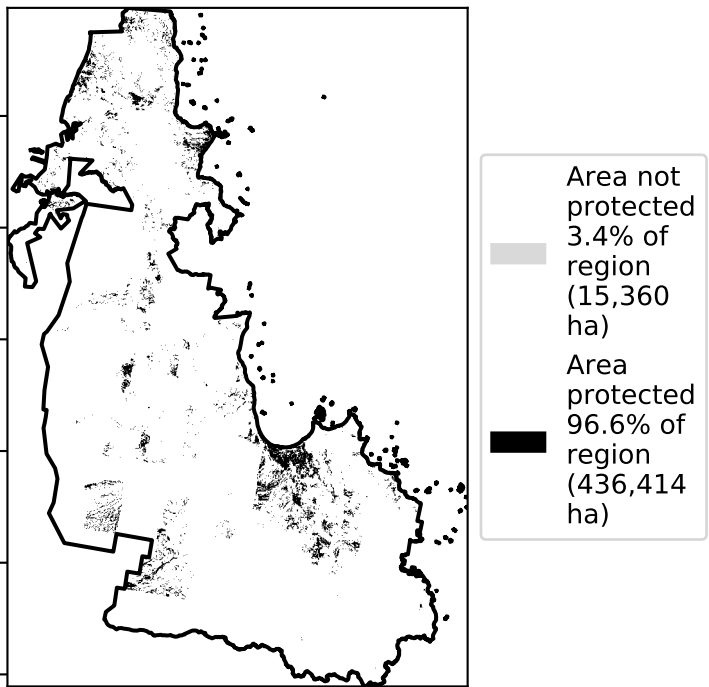 Area not
protected
3.4% of
region
(15,360
ha)
Area
protected
96.6% of
region
(436,414
ha)